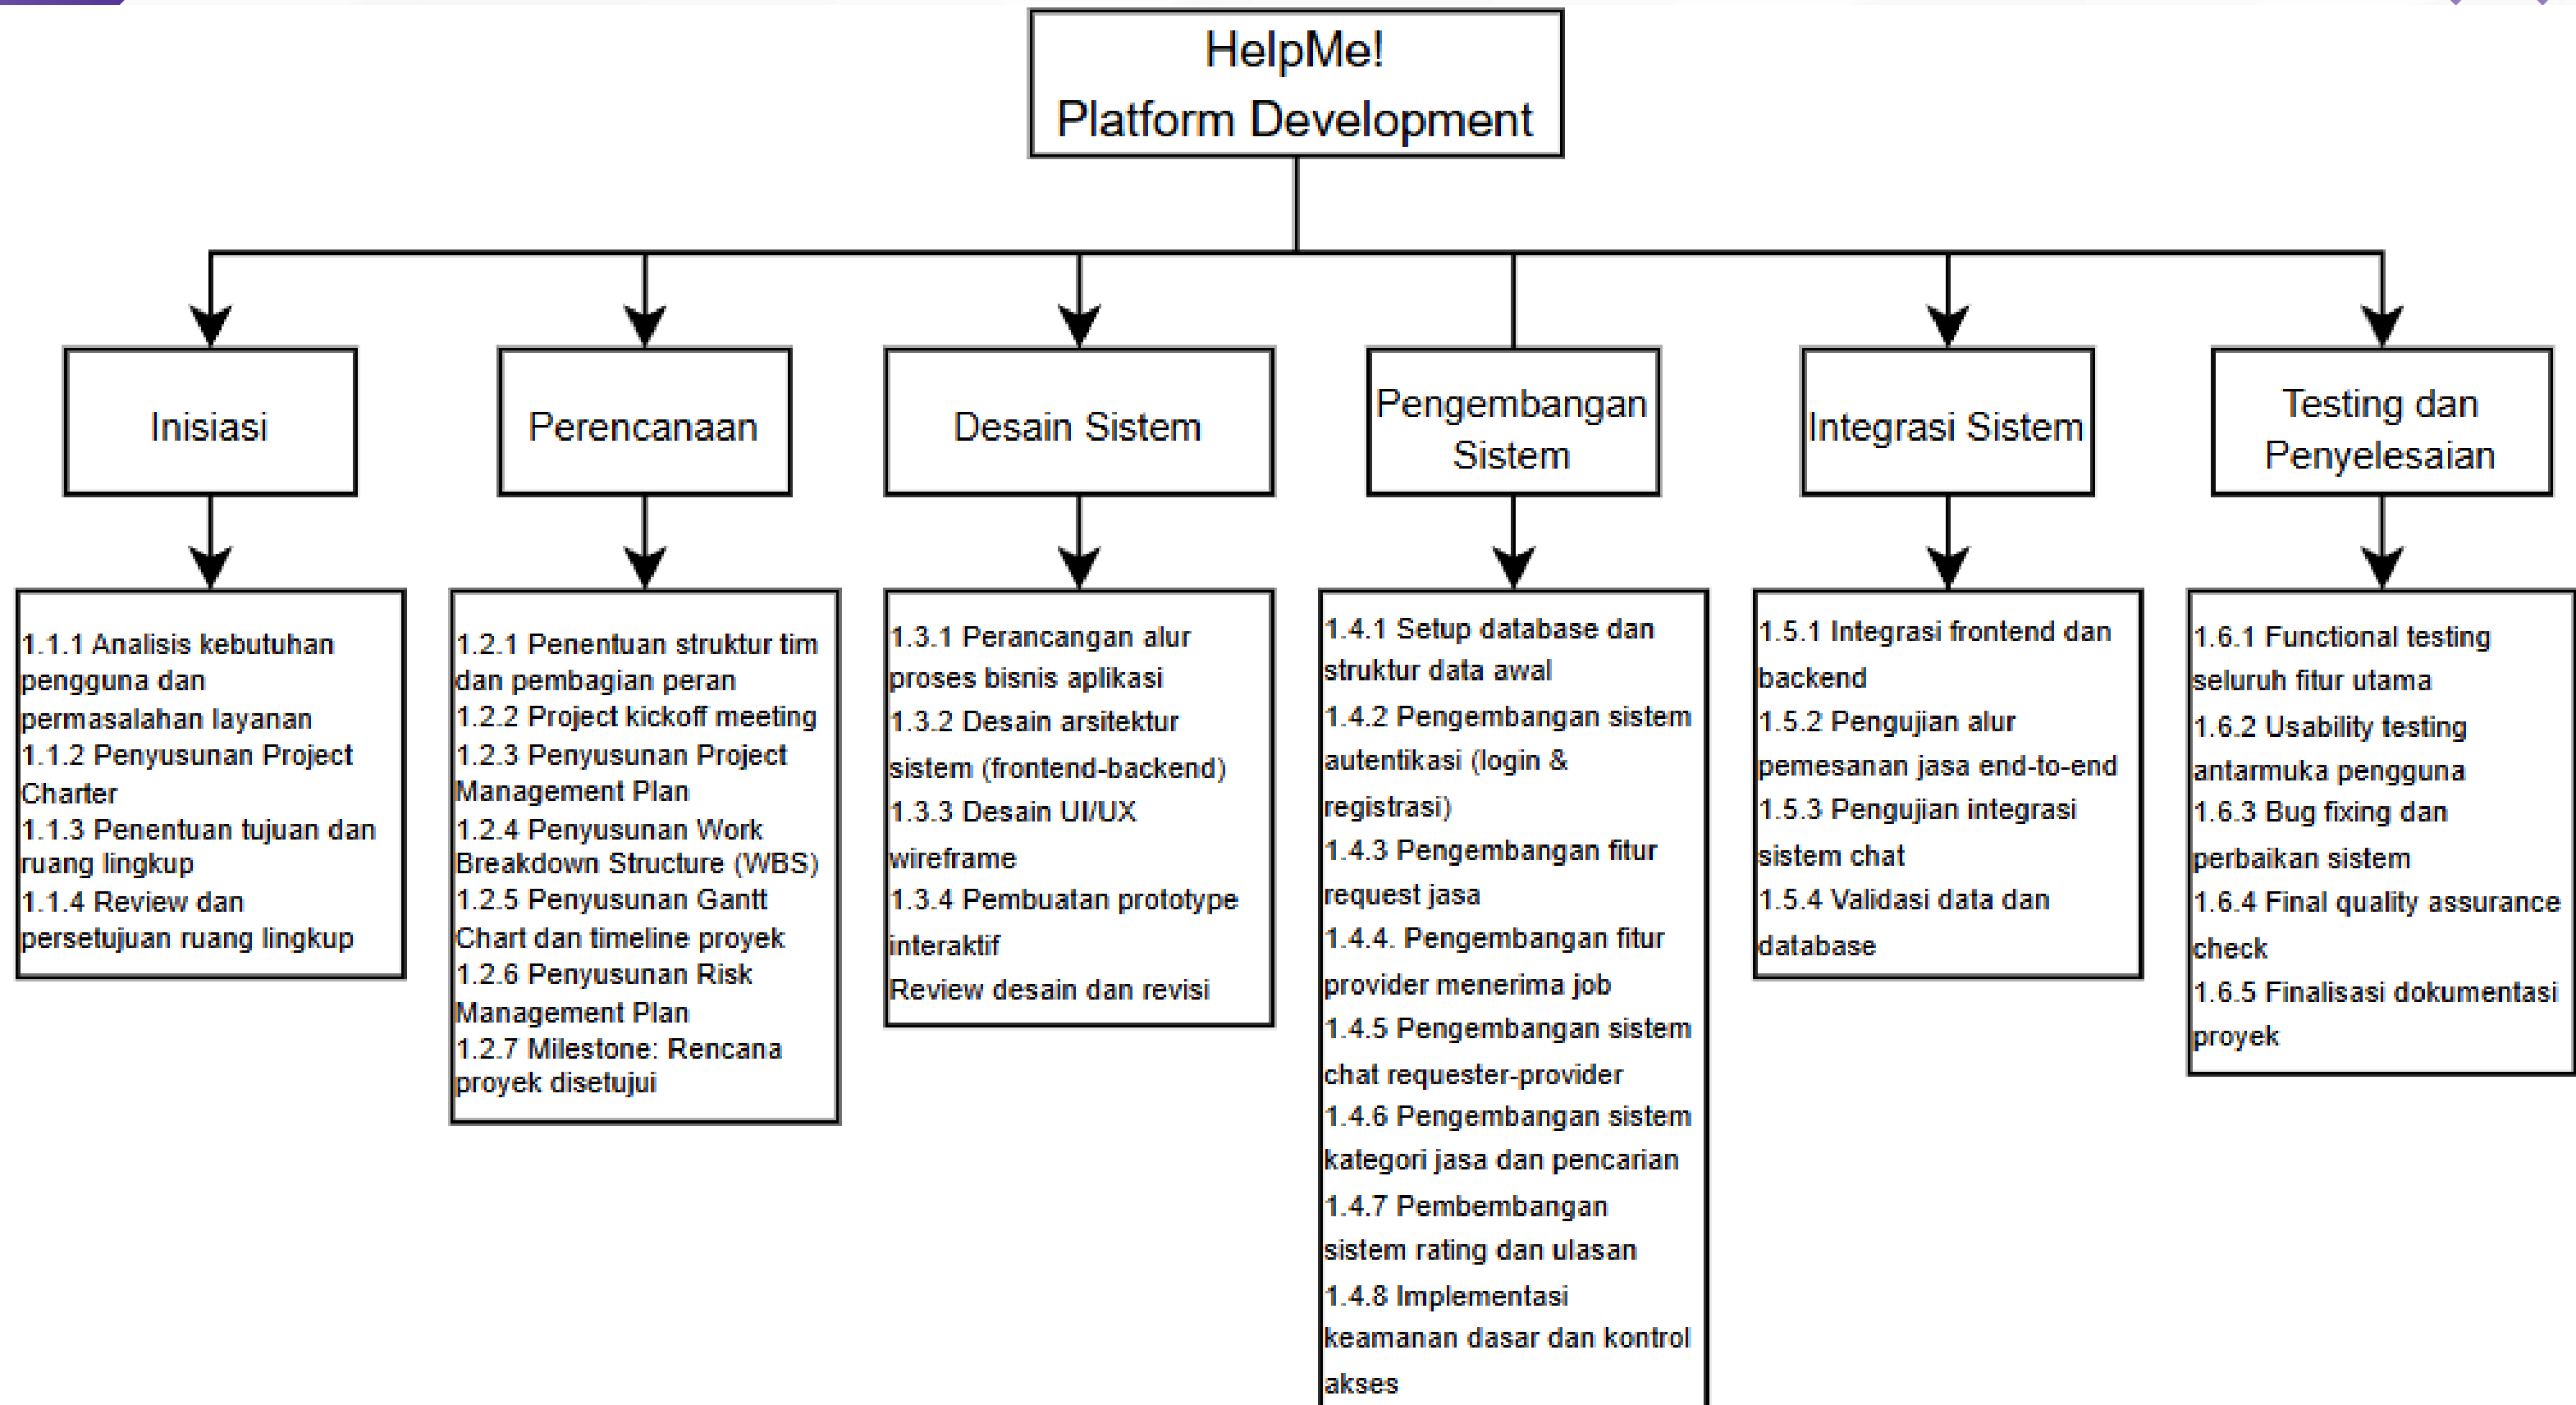 HelpMe!
Platform Development
Inisiasi
Perencanaan
Desain Sistem
Pengembangan
Sistem
Integrasi Sistem
Testing dan
Penyelesaian
1.1.1 Analisis kebutuhan
pengguna dan
permasalahan layanan
1.1.2 Penyusunan Project
Charter
1.1.3 Penentuan tujuan dan
ruang lingkup
1.1.4 Review dan
persetujuan ruang lingkup
1.2.1 Penentuan struktur tim
dan pembagian peran
1.2.2 Project kickoff meeting
1.2.3 Penyusunan Project
Management Plan
1.2.4 Penyusunan Work
Breakdown Structure (WBS)
1.2.5 Penyusunan Gantt
Chart dan timeline proyek
1.2.6 Penyusunan Risk
Management Plan
1.2.7 Milestone: Rencana
proyek disetujui
1.3.1 Perancangan alur
proses bisnis aplikasi
1.3.2 Desain arsitektur
sistem (frontend-backend)
1.3.3 Desain UI/UX
wireframe
1.3.4 Pembuatan prototype
interaktif
Review desain dan revisi
1.4.1 Setup database dan
struktur data awal
1.4.2 Pengembangan sistem
autentikasi (login &
registrasi)
1.4.3 Pengembangan fitur
request jasa
1.4.4. Pengembangan fitur
provider menerima job
1.4.5 Pengembangan sistem
chat requester-provider
1.4.6 Pengembangan sistem
kategori jasa dan pencarian
1.4.7 Pembembangan
sistem rating dan ulasan
1.4.8 Implementasi
keamanan dasar dan kontrol
akses
1.5.1 Integrasi frontend dan
backend
1.5.2 Pengujian alur
pemesanan jasa end-to-end
1.5.3 Pengujian integrasi
sistem chat
1.5.4 Validasi data dan
database
1.6.1 Functional testing
seluruh fitur utama
1.6.2 Usability testing
antarmuka pengguna
1.6.3 Bug fixing dan
perbaikan sistem
1.6.4 Final quality assurance
check
1.6.5 Finalisasi dokumentasi
proyek